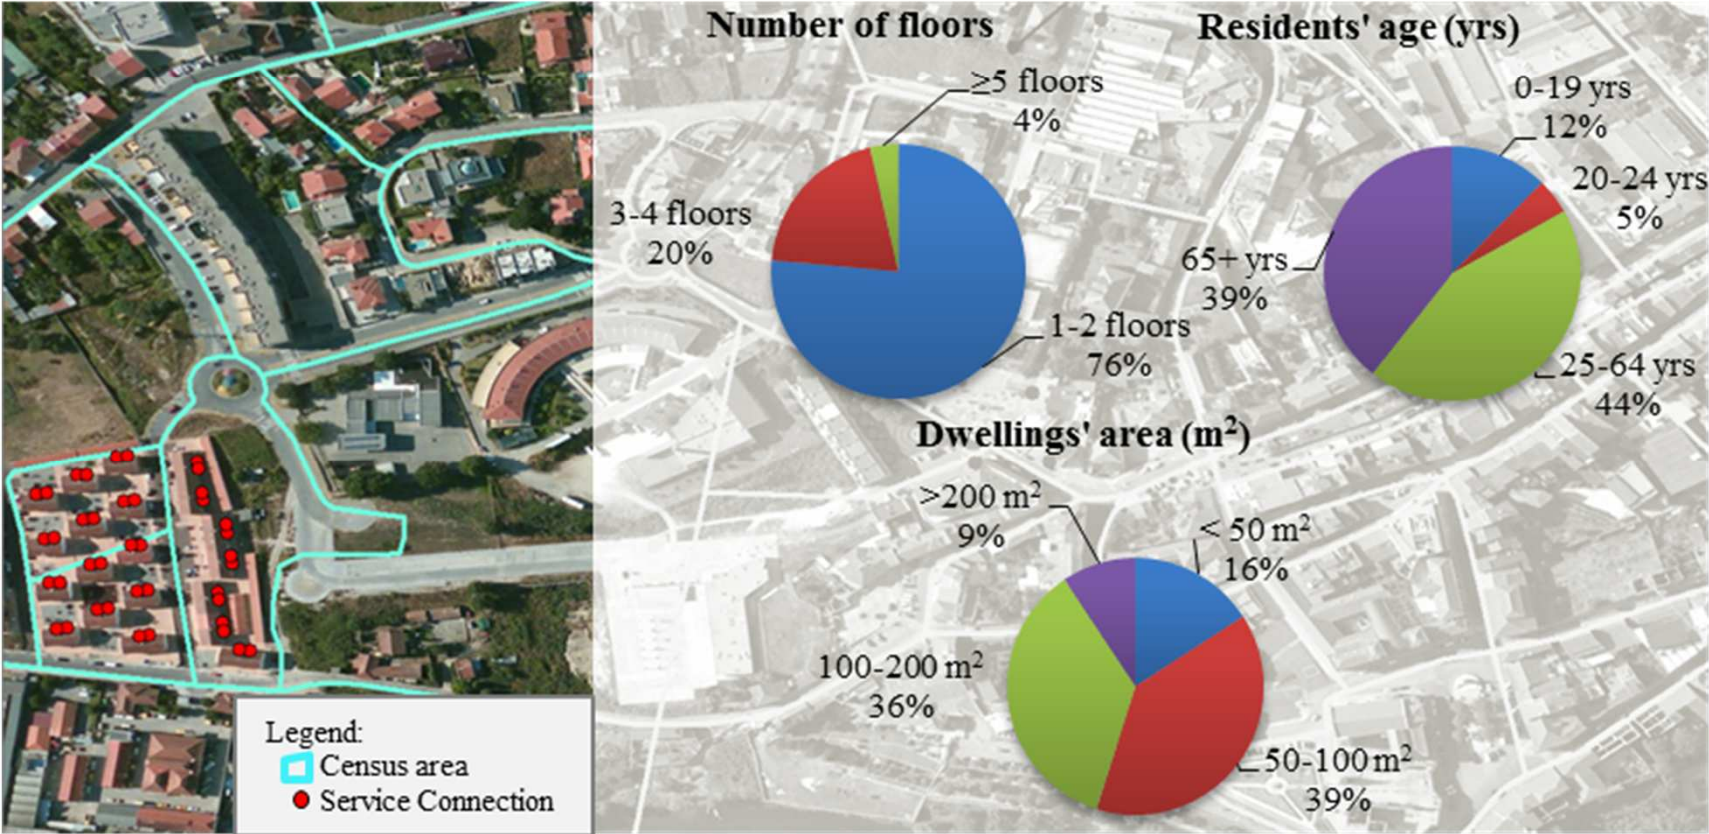 Number of floors
≥5 floors
4%
3-4 floors
20%
1-2 floors
76%
Residents' age (yrs)
0-19 yrs
12%
20-24 yrs
5%
65+ yrs
39%
25-64 yrs
44%
Dwellings' area (m²)
>200 m²
9%
< 50 m²
16%
100-200 m²
36%
50-100 m²
39%
Legend:
Census area
Service Connection